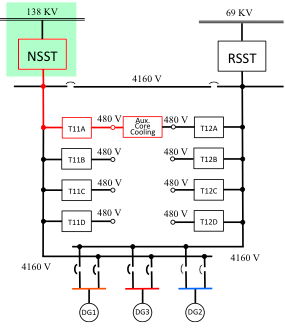 138 KV
69 KV
NSST
RSST
4160 V
480 V
Aux. Core Cooling
480 V
T11A
T12A
480 V
480 V
T11B
T12B
480 V
480 V
T11C
T12C
480 V
480 V
T11D
T12D
4160 V
4160 V
DG1
DG3
DG2